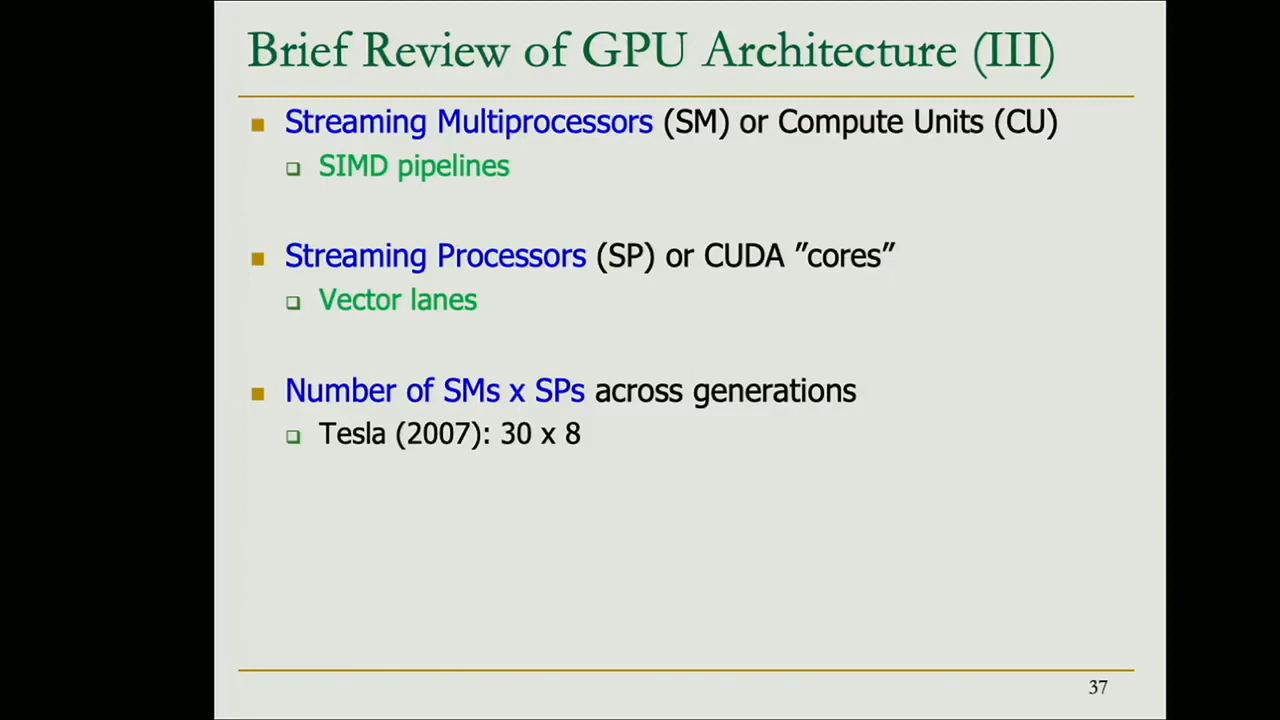 Brief Review of GPU Architecture (III)
Streaming Multiprocessors (SM) or Compute Units (CU)
SIMD pipelines
Streaming Processors (SP) or CUDA ”cores”
Vector lanes
Number of SMs x SPs across generations
Tesla (2007): 30 x 8
37